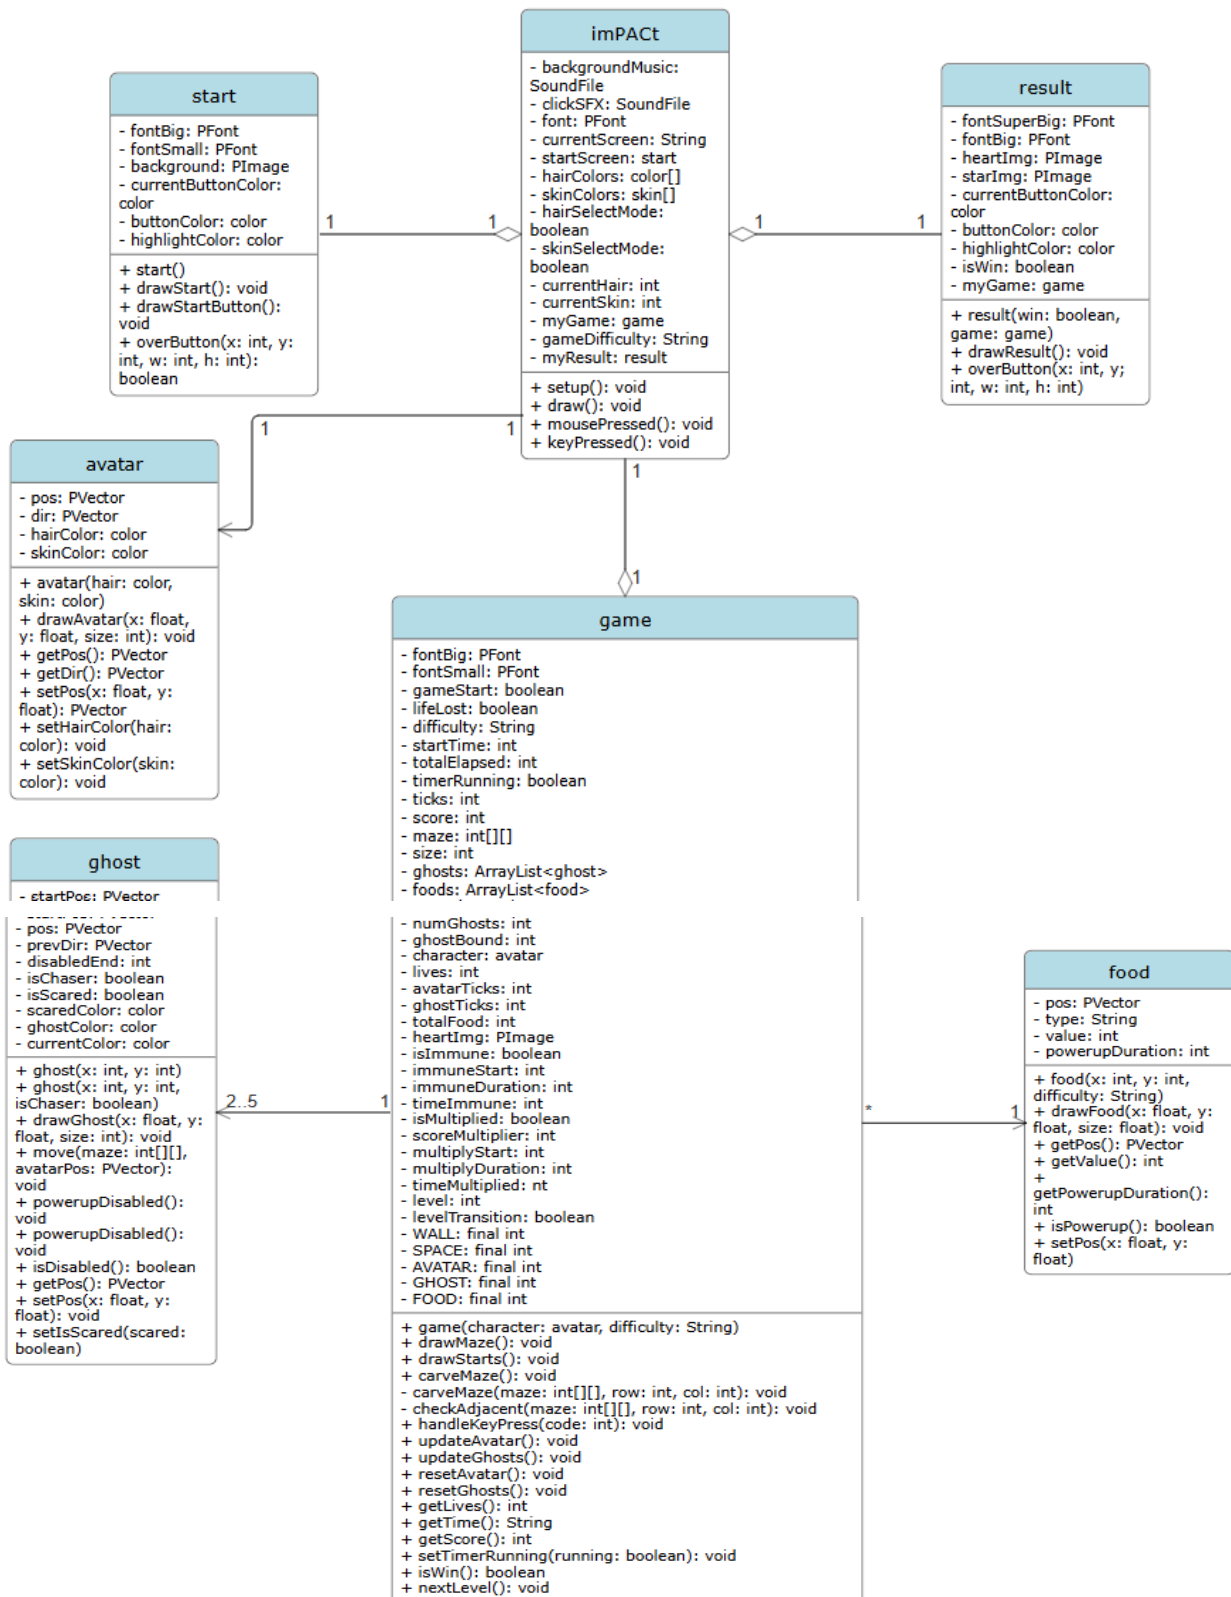 imPACt
- backgroundMusic:
SoundFile
- clickSFX: SoundFile
- font: PFont
- currentScreen: String
- startScreen: start
- hairColors: color[]
- skinColors: skin[]
- hairSelectMode:
boolean
- skinSelectMode:
boolean
- currentHair: int
- currentSkin: int
- myGame: game
- gameDifficulty: String
- myResult: result
+ setup(): void
+ draw(): void
+ mousePressed(): void
+ keyPressed(): void
start
- fontBig: PFont
- fontSmall: PFont
- background: PImage
- currentButtonColor:
color
- buttonColor: color
- highlightColor: color
+ start()
+ drawStart(): void
+ drawStartButton():
void
+ overButton(x: int, y:
int, w: int, h: int):
boolean
1
1
result
- fontSuperBig: PFont
- fontBig: PFont
- heartImg: PImage
- starImg: PImage
- currentButtonColor:
color
- buttonColor: color
- highlightColor: color
- isWin: boolean
- myGame: game
+ result(win: boolean,
game: game)
+ drawResult(): void
+ overButton(x: int, y;
int, w: int, h: int)
1
1
1
1
avatar
- pos: PVector
- dir: PVector
- hairColor: color
- skinColor: color
+ avatar(hair: color,
skin: color)
+ drawAvatar(x: float,
y: float, size: int): void
+ getPos(): PVector
+ getDir(): PVector
+ setPos(x: float, y:
float): PVector
+ setHairColor(hair:
color): void
+ setSkinColor(skin:
color): void
1
1
game
- fontBig: PFont
- fontSmall: PFont
- gameStart: boolean
- lifeLost: boolean
- difficulty: String
- startTime: int
- totalElapsed: int
- timerRunning: boolean
- ticks: int
- score: int
- maze: int[][]
- size: int
- ghosts: ArrayList<ghost>
- foods: ArrayList<food>
- numGhosts: int
- ghostBound: int
- character: avatar
- lives: int
- avatarTicks: int
- ghostTicks: int
- totalFood: int
- heartImg: PImage
- isImmune: boolean
- immuneStart: int
- immuneDuration: int
- timeImmune: int
- isMultiplied: boolean
- scoreMultiplier: int
- multiplyStart: int
- multiplyDuration: int
- timeMultiplied: nt
- level: int
- levelTransition: boolean
- WALL: final int
- SPACE: final int
- AVATAR: final int
- GHOST: final int
- FOOD: final int
+ game(character: avatar, difficulty: String)
+ drawMaze(): void
+ drawStarts(): void
+ carveMaze(): void
- carveMaze(maze: int[][], row: int, col: int): void
- checkAdjacent(maze: int[][], row: int, col: int): void
+ handleKeyPress(code: int): void
+ updateAvatar(): void
+ updateGhosts(): void
+ resetAvatar(): void
+ resetGhosts(): void
+ getLives(): int
+ getTime(): String
+ getScore(): int
+ setTimerRunning(running: boolean): void
+ isWin(): boolean
+ nextLevel(): void
ghost
- startPos: PVector
- pos: PVector
- prevDir: PVector
- disabledEnd: int
- isChaser: boolean
- isScared: boolean
- scaredColor: color
- ghostColor: color
- currentColor: color
+ ghost(x: int, y: int)
+ ghost(x: int, y: int,
isChaser: boolean)
+ drawGhost(x: float, y:
float, size: int): void
+ move(maze: int[][],
avatarPos: PVector):
void
+ powerupDisabled():
void
+ powerupDisabled():
void
+ isDisabled(): boolean
+ getPos(): PVector
+ setPos(x: float, y:
float): void
+ setIsScared(scared:
boolean)
2..5
1
*
1
food
- pos: PVector
- type: String
- value: int
- powerupDuration: int
+ food(x: int, y: int,
difficulty: String)
+ drawFood(x: float, y:
float, size: float): void
+ getPos(): PVector
+ getValue(): int
+
getPowerupDuration():
int
+ isPowerup(): boolean
+ setPos(x: float, y:
float)